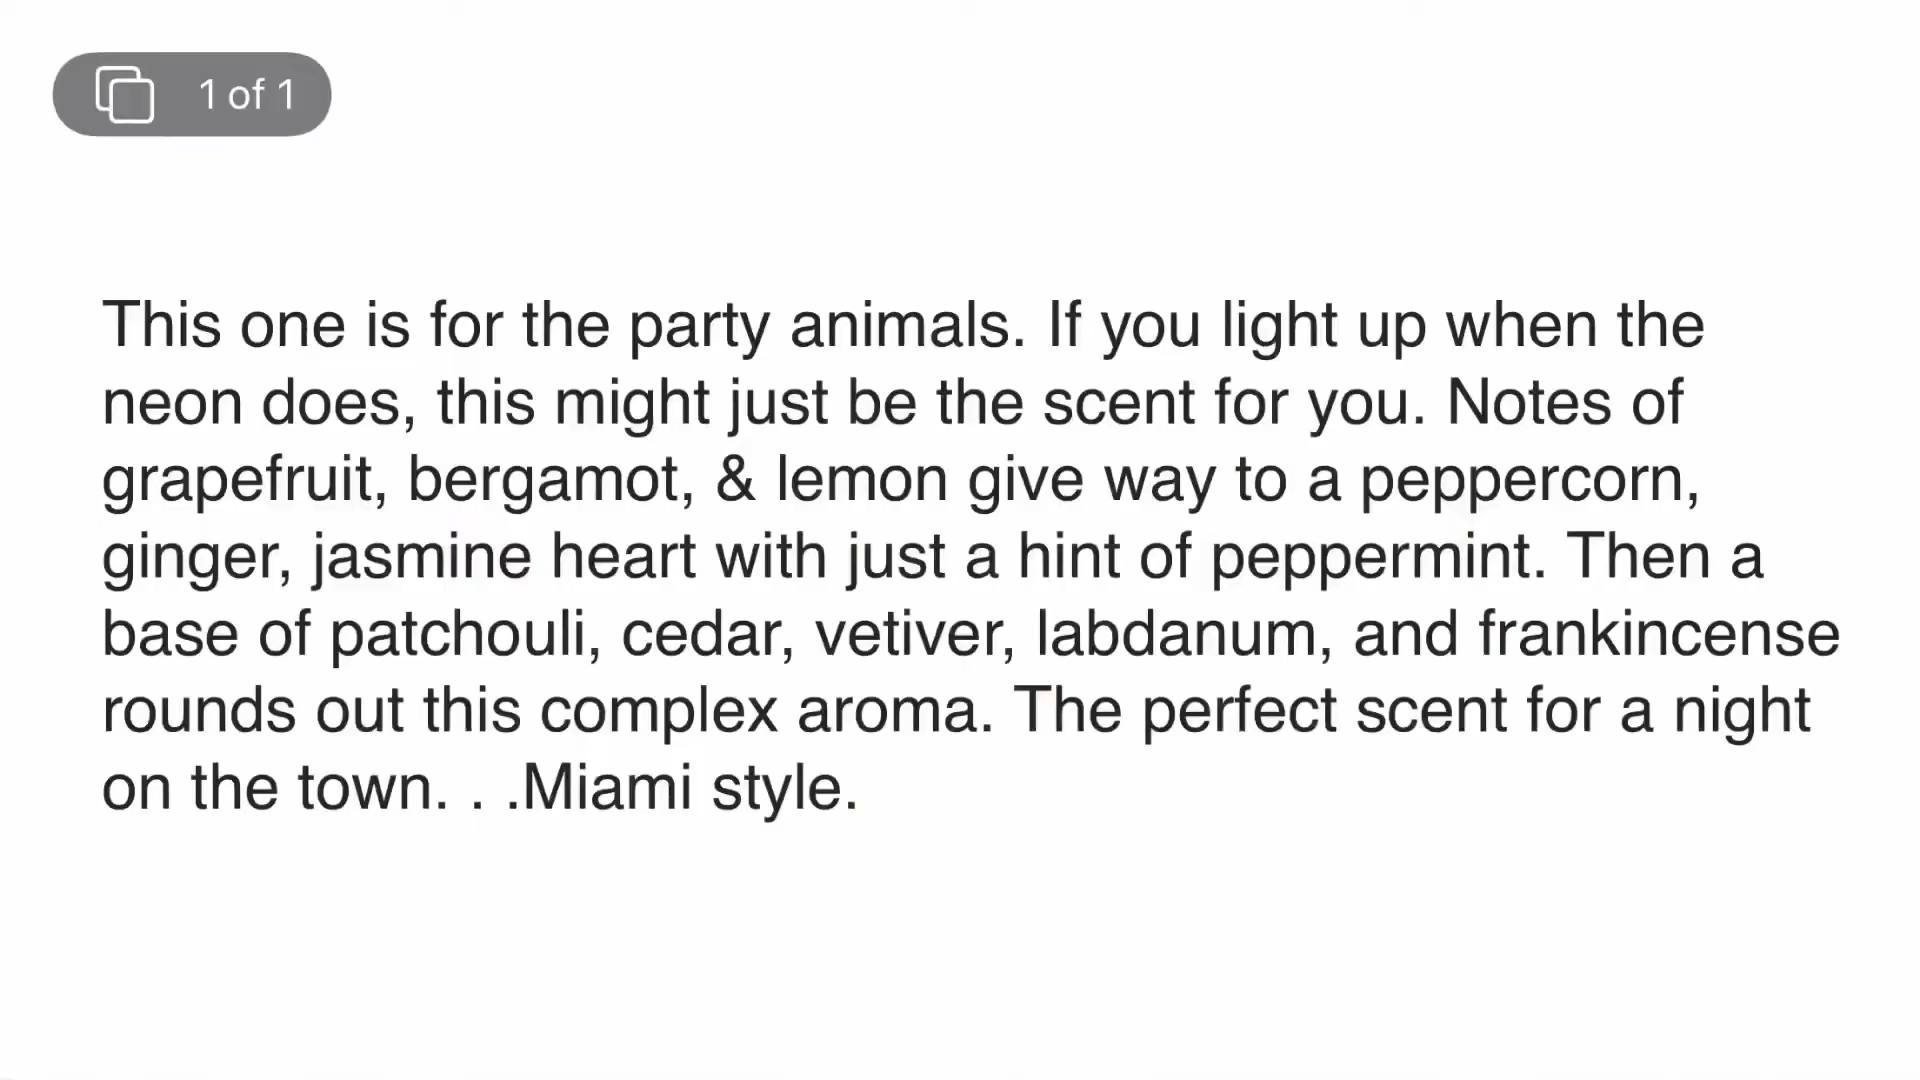 1 of 1
This one is for the party animals. If you light up when the
neon does, this might just be the scent for you. Notes of
grapefruit, bergamot, & lemon give way to a peppercorn,
ginger, jasmine heart with just a hint of peppermint. Then a
base of patchouli, cedar, vetiver, labdanum, and frankincense
rounds out this complex aroma. The perfect scent for a night
on the town. . .Miami style.